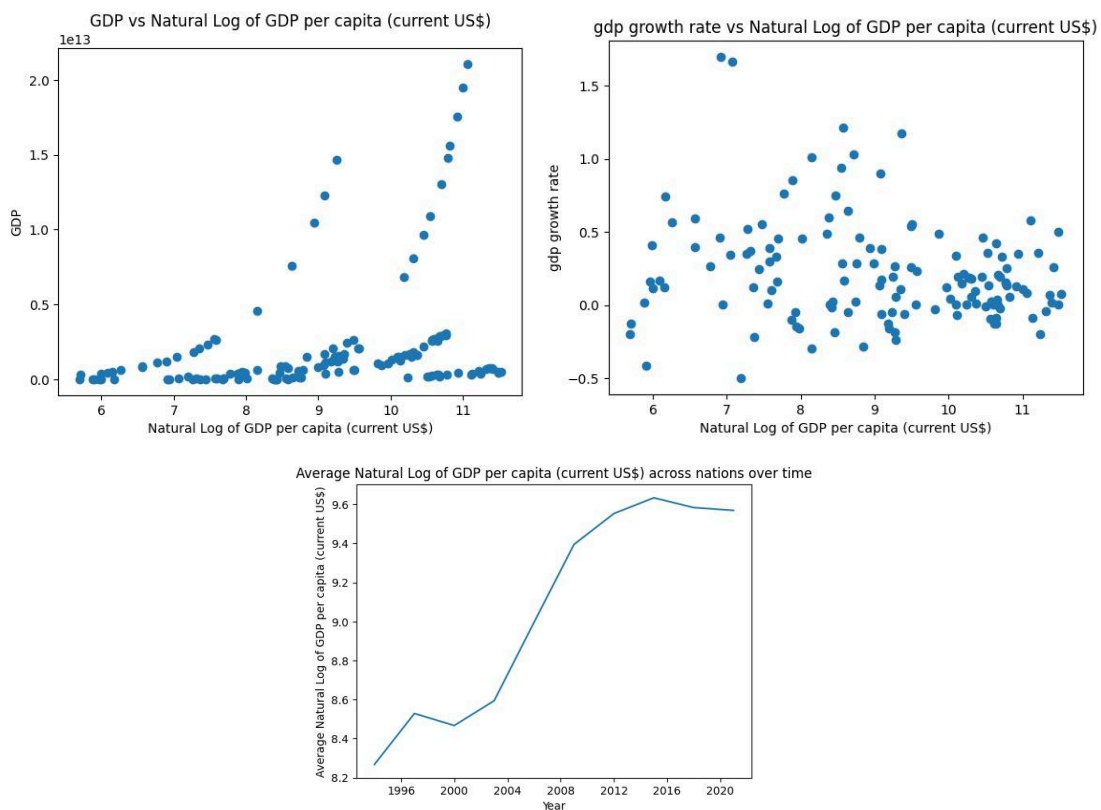 GDP vs Natural Log of GDP per capita (current US$)
1e13
GDP
2.0
1.5
1.0
0.5
0.0
6 7 8 9 10 11
Natural Log of GDP per capita (current US$)
gdp growth rate vs Natural Log of GDP per capita (current US$)
gdp growth rate
1.5
1.0
0.5
0.0
−0.5
6 7 8 9 10 11
Natural Log of GDP per capita (current US$)
Average Natural Log of GDP per capita (current US$) across nations over time
Average Natural Log of GDP per capita (current US$)
9.6
9.4
9.2
9.0
8.8
8.6
8.4
8.2
1996 2000 2004 2008 2012 2016 2020
Year